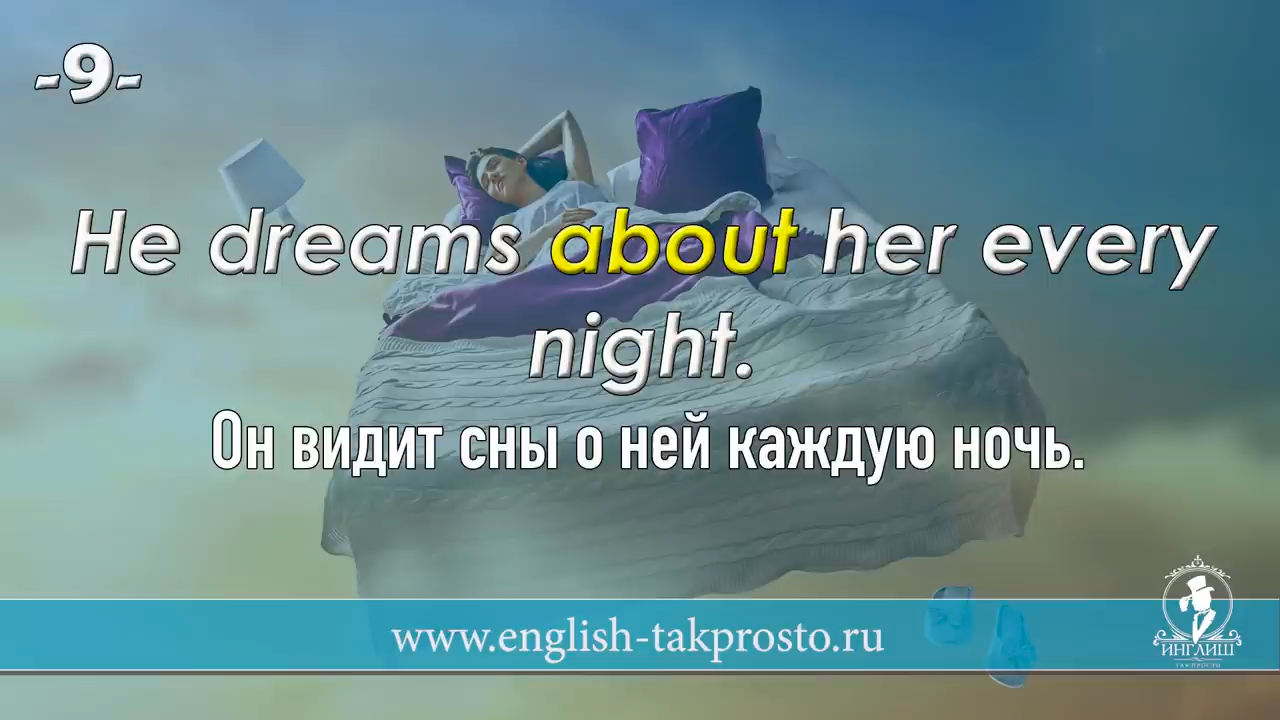 -9-
He dreams about her every
night.
Он видит сны о ней каждую ночь.
www.english-takprosto.ru
ИНГЛИШ